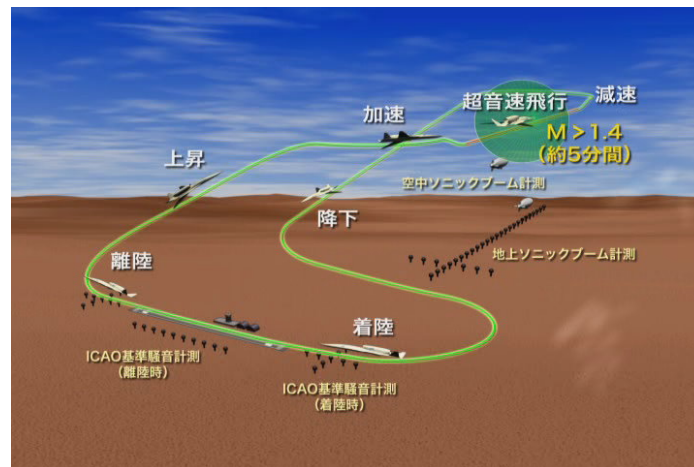 超音速飛行
減速
加速
M>1.4
(約5分間)
上昇
空中ソニックブーム計測
降下
地上ソニックブーム計測
離陸
着陸
ICAO基準騒音計測
(離陸時)
ICAO基準騒音計測
(着陸時)